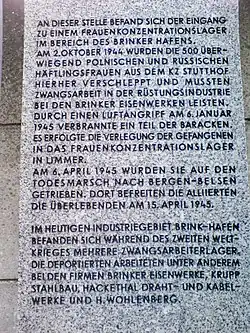 AN DIESER STELLE BEFAND SICH DER EINGANG
ZU EINEM FRAUENKONZENTRATIONSLAGER
IM BEREICH DES BRINKER HAFENS.
AM 2.OKTOBER 1944 WURDEN DIE 500 ÜBER-
WIEGEND POLNISCHEN UND RUSSISCHEN
HÄFTLINGSFRAUEN AUS DEM KZ STUTTHOF
HIERHER VERSCHLEPPT UND MUSSTEN
ZWANGSARBEIT IN DER RÜSTUNGSINDUSTRIE
BEI DEN BRINKER EISENWERKEN LEISTEN.
DURCH EINEN LUFTANGRIFF AM 6. JANUAR
1945 VERBRANNTE EIN TEIL DER BARACKEN.
ES ERFOLGTE DIE VERLEGUNG DER GEFANGENEN
IN DAS FRAUENKONZENTRATIONSLAGER
IN LIMMER.
AM 6. APRIL 1945 WURDEN SIE AUF DEN
TODESMARSCH NACH BERGEN-BELSEN
GETRIEBEN. DORT BEFREITEN DIE ALLIIERTEN
DIE ÜBERLEBENDEN AM 15. APRIL 1945.
IM HEUTIGEN INDUSTRIEGEBIET BRINK-HAFEN
BEFANDEN SICH WÄHREND DES ZWEITEN WELT-
KRIEGES MEHRERE ZWANGSARBEITERLAGER.
DIE DEPORTIERTEN ARBEITETEN UNTER ANDEREM
BEI DEN FIRMEN BRINKER EISENWERKE, KRUPP
STAHLBAU, HACKETHAL DRAHT- UND KABEL-
WERKE UND H. WOHLENBERG.